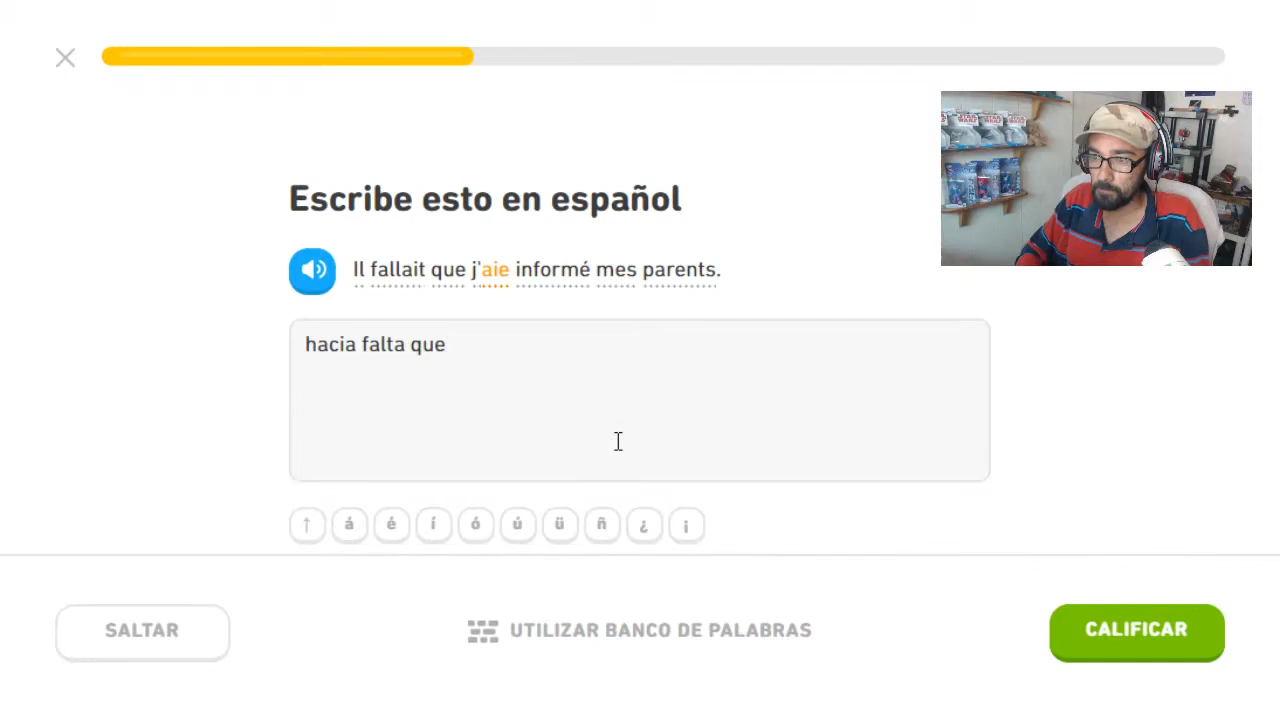 Escribe esto en español
Il fallait que j'aie informé mes parents.
hacia falta que
↑ á é í ó ú ü ñ ¿ ¡
SALTAR
UTILIZAR BANCO DE PALABRAS
CALIFICAR